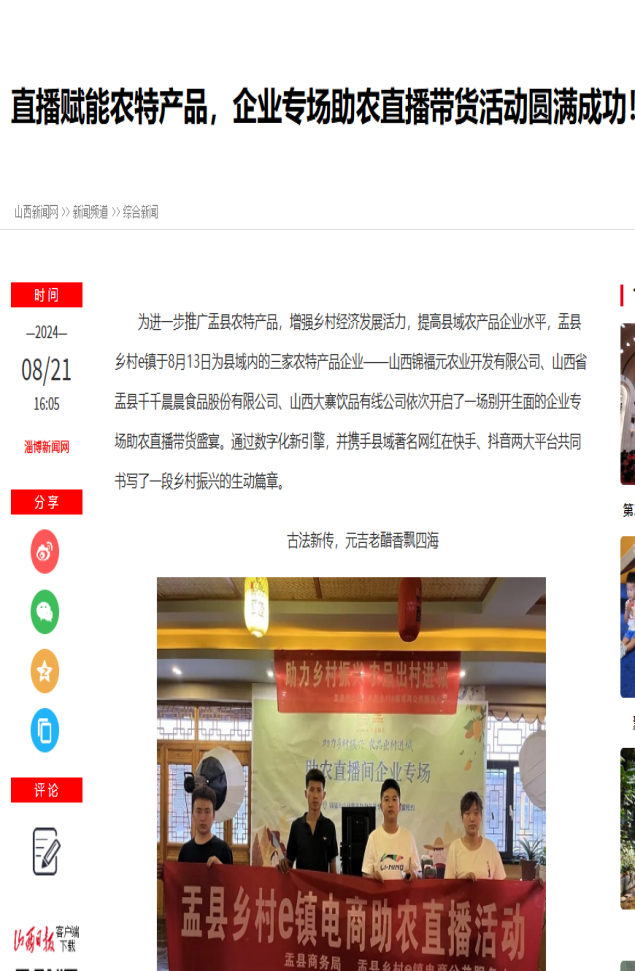 直播赋能农特产品，企业专场助农直播带货活动圆满成功！
山西新闻网 >> 新闻频道 >> 综合新闻
时间
—2024—
08/21
16:05
淄博新闻网
分享
评论
山西日报
客户端
下载
为进一步推广盂县农特产品，增强乡村经济发展活力，提高县域农产品企业水平，盂县
乡村e镇于8月13日为县域内的三家农特产品企业——山西锦福元农业开发有限公司、山西省
盂县千千晨晨食品股份有限公司、山西大寨饮品有线公司依次开启了一场别开生面的企业专
场助农直播带货盛宴。通过数字化新引擎，并携手县域著名网红在快手、抖音两大平台共同
书写了一段乡村振兴的生动篇章。
古法新传，元吉老醋香飘四海
助力乡村振兴 农品出村进城
助力乡村振兴 农品出村进城
助农直播间企业专场
LI-NING
盂县乡村e镇电商助农直播活动
盂县商务局
盂县乡村e镇电商公共服务
第